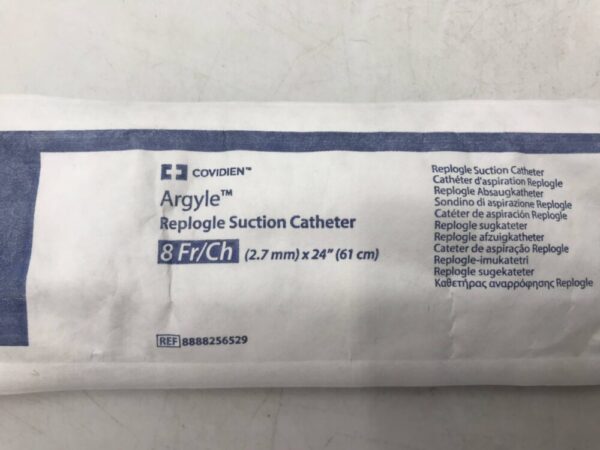 COVIDIEN™
Argyle™
Replogle Suction Catheter
8 Fr/Ch (2.7 mm) x 24" (61 cm)
REF 8888256529
Replogle Suction Catheter
Cathéter d'aspiration Replogle
Replogle Absaugkatheter
Sondino di aspirazione Replogle
Catéter de aspiración Replogle
Replogle sugkateter
Replogle afzuigkatheter
Cateter de aspiração Replogle
Replogle-imukatetri
Replogle sugekateter
Καθετήρας αναρρόφησης Replogle